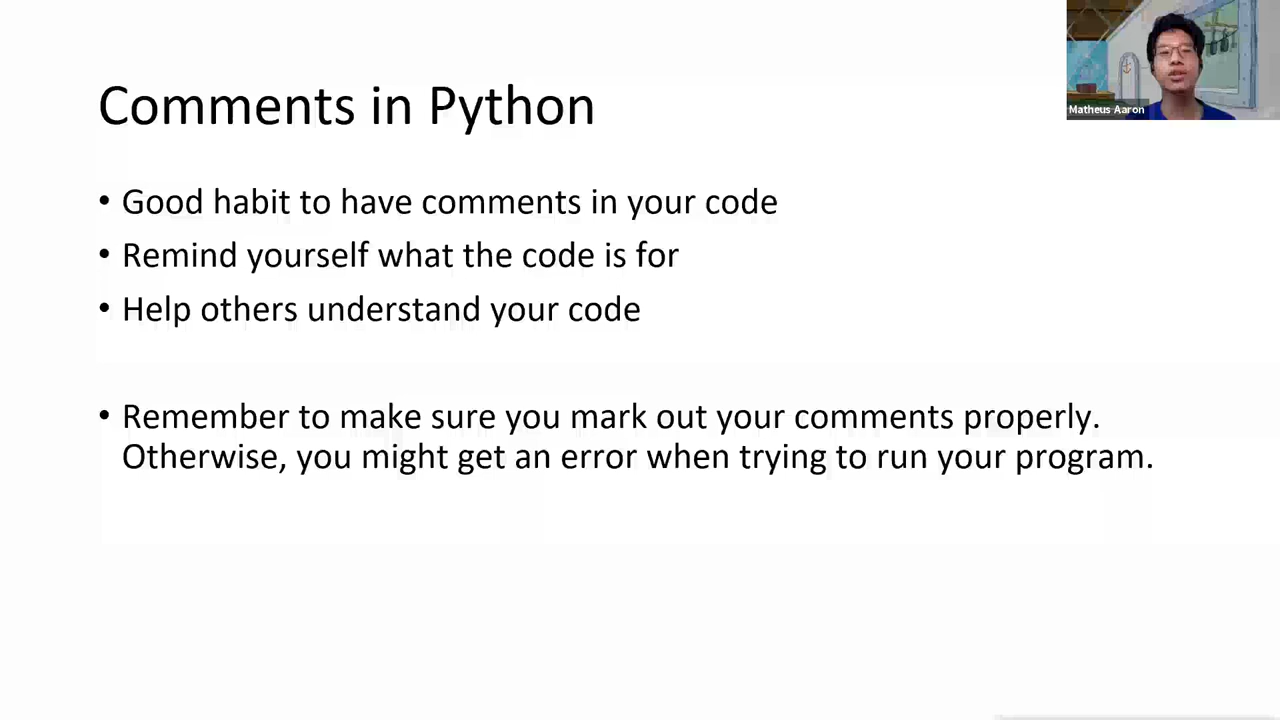 Comments in Python
Matheus Aaron
• Good habit to have comments in your code
• Remind yourself what the code is for
• Help others understand your code
• Remember to make sure you mark out your comments properly.
Otherwise, you might get an error when trying to run your program.